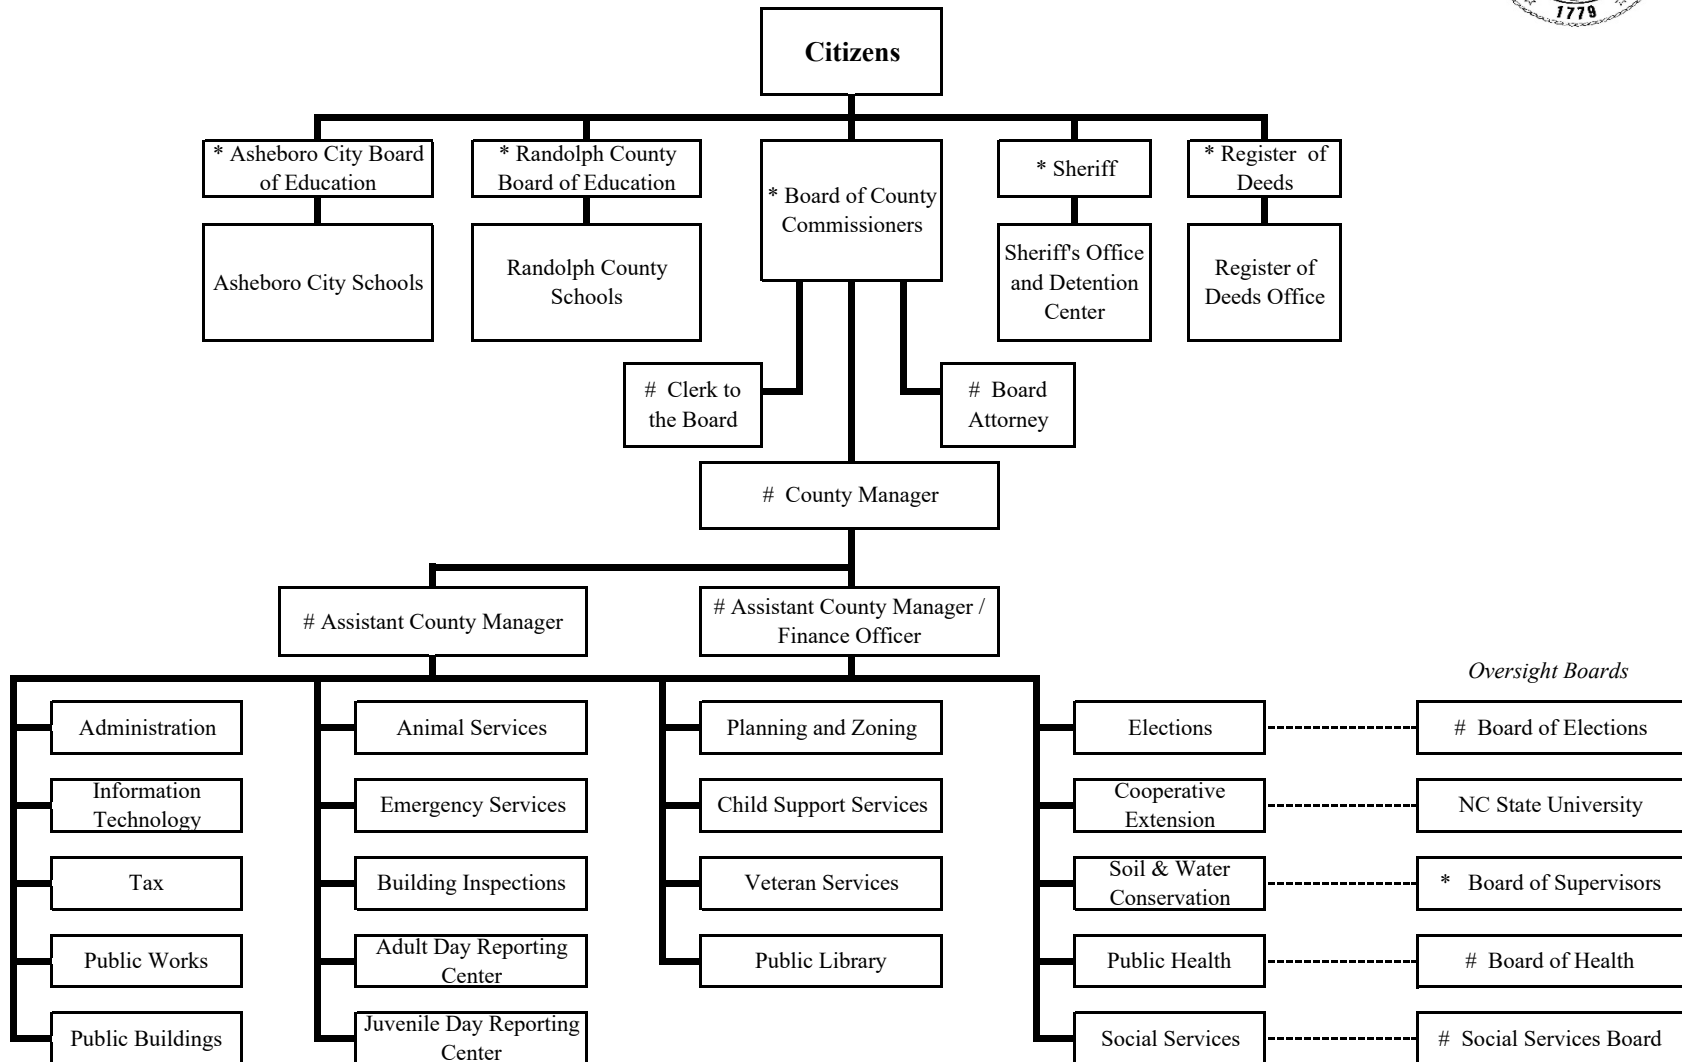 1779
Citizens
* Asheboro City Board
of Education
* Randolph County
Board of Education
* Board of County
Commissioners
* Sheriff
* Register of
Deeds
Asheboro City Schools
Randolph County
Schools
Sheriff's Office
and Detention
Center
Register of
Deeds Office
# Clerk to
the Board
# Board
Attorney
# County Manager
# Assistant County Manager
# Assistant County Manager /
Finance Officer
Oversight Boards
Administration
Animal Services
Planning and Zoning
Elections
# Board of Elections
Information
Technology
Emergency Services
Child Support Services
Cooperative
Extension
NC State University
Tax
Building Inspections
Veteran Services
Soil & Water
Conservation
* Board of Supervisors
Public Works
Adult Day Reporting
Center
Public Library
Public Health
# Board of Health
Public Buildings
Juvenile Day Reporting
Center
Social Services
# Social Services Board